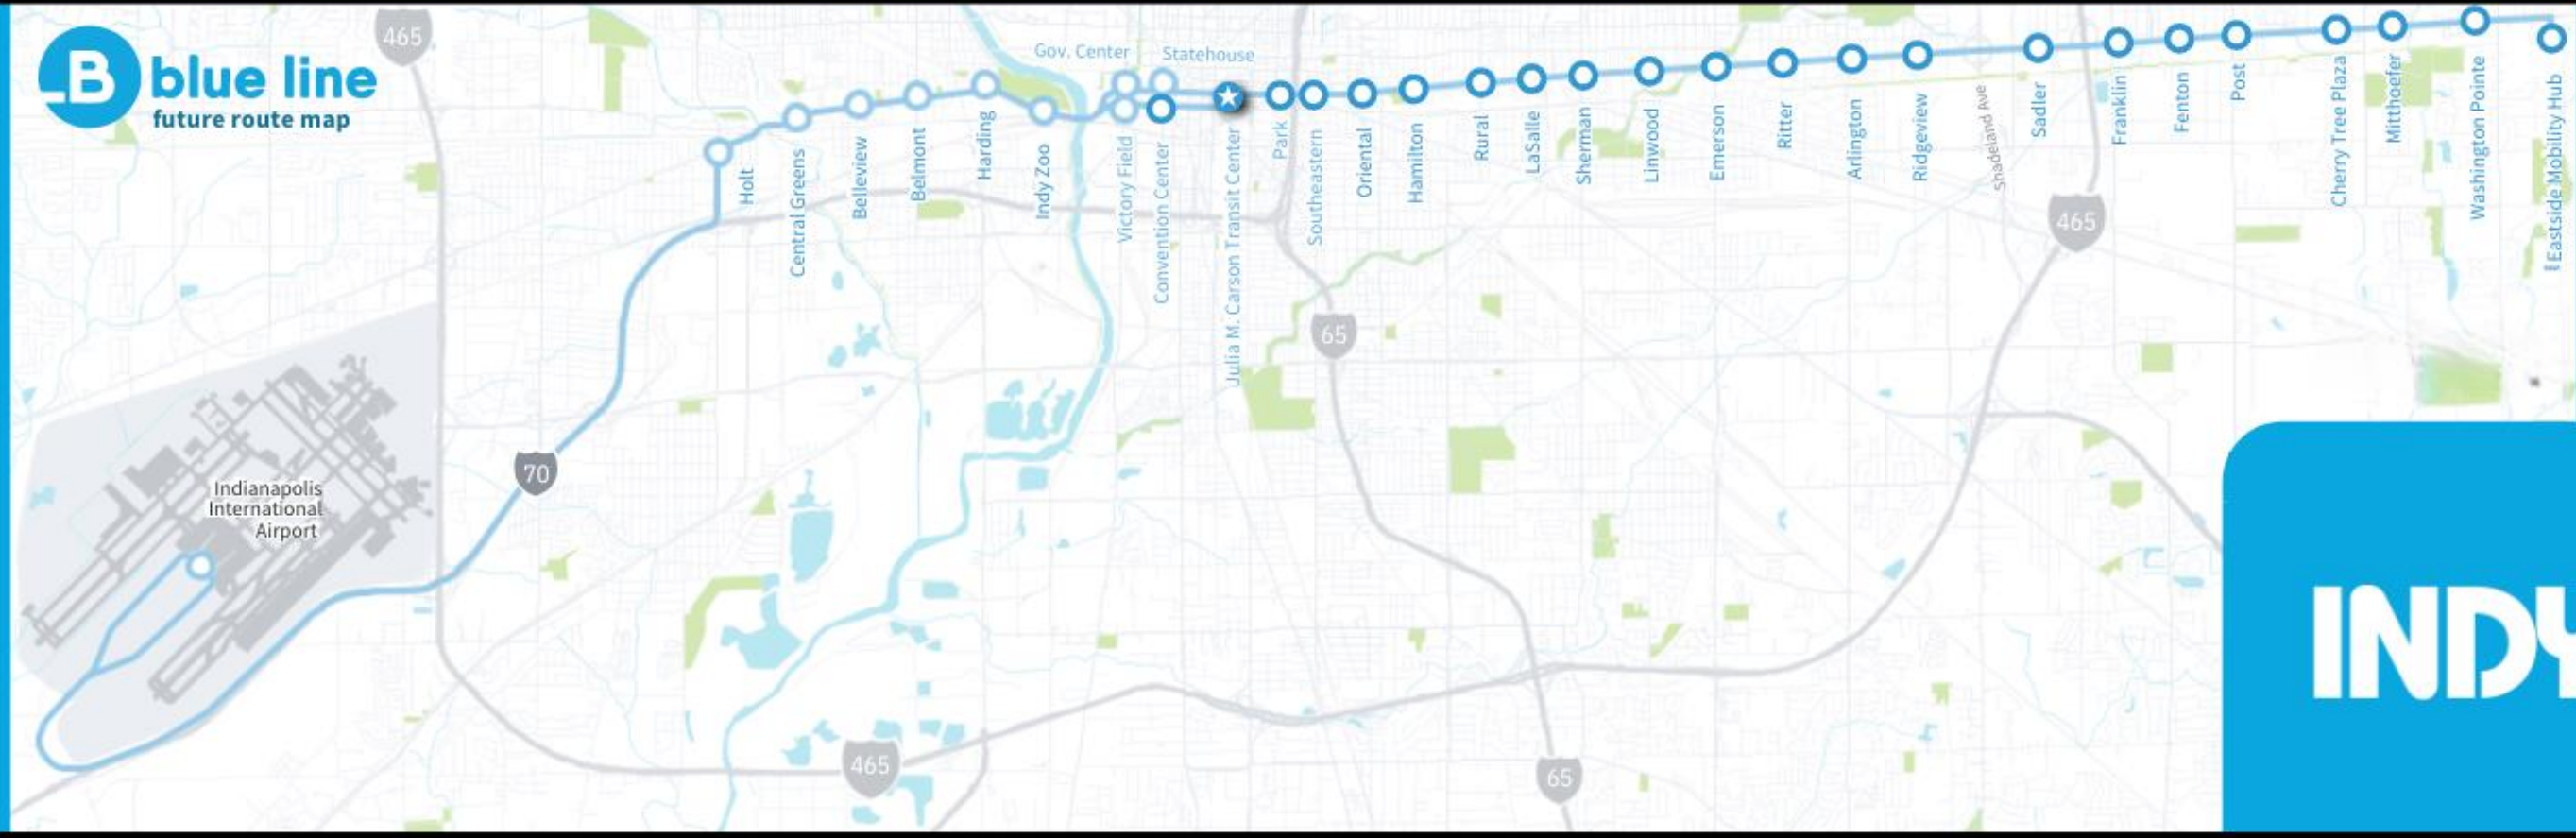 B blue line
future route map
465
Gov. Center
Statehouse
Holt
Central Greens
Belleview
Belmont
Harding
Indy Zoo
Victory Field
Convention Center
Julia M. Carson Transit Center
Park
Southeastern
Oriental
Hamilton
Rural
LaSalle
Sherman
Linwood
Emerson
Ritter
Arlington
Ridgeview
Shadeland Ave
Sadler
Franklin
Fenton
Post
Cherry Tree Plaza
Mitthoefer
Washington Pointe
Eastside Mobility Hub
465
65
70
Indianapolis
International
Airport
465
65
INDY